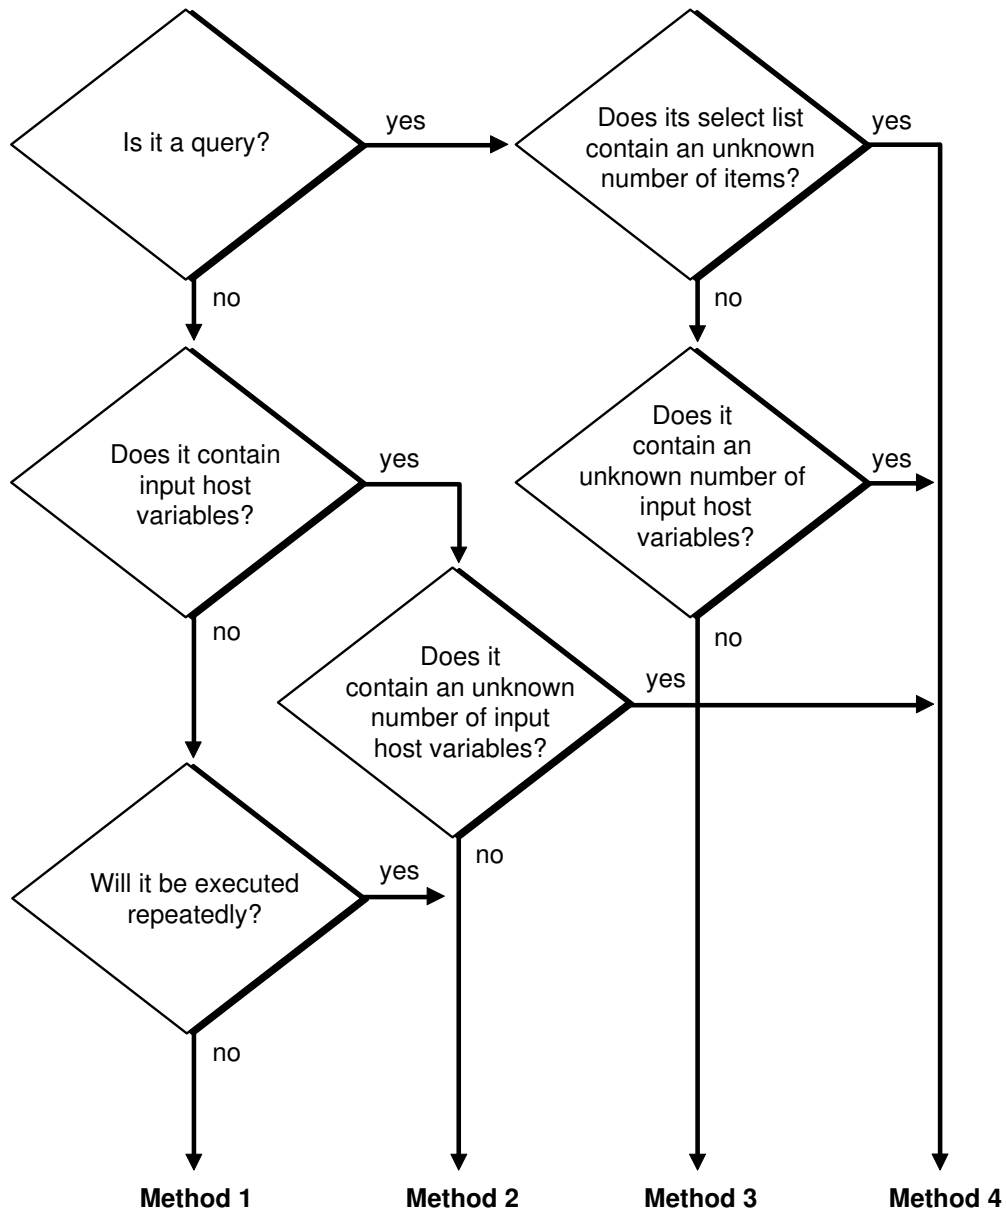 Is it a query?
yes
Does its select list
contain an unknown
number of items?
yes
no
no
Does it contain
input host
variables?
yes
Does it
contain an
unknown number of
input host
variables?
yes
no
no
Does it
contain an unknown
number of input
host variables?
yes
no
Will it be executed
repeatedly?
yes
no
Method 1
Method 2
Method 3
Method 4